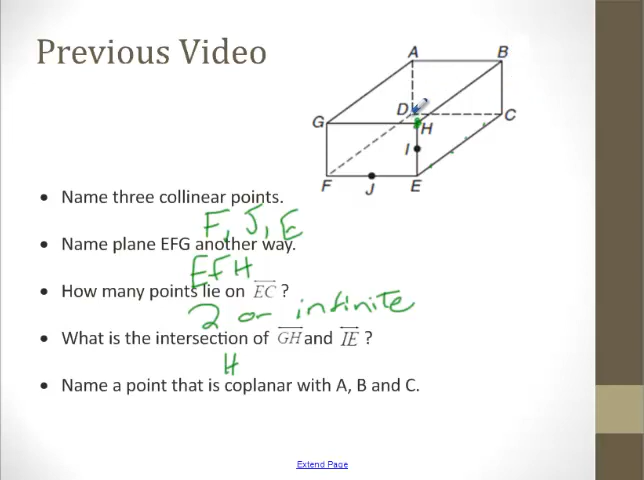 Previous Video
A B
D C
G H
I
F J E
• Name three collinear points.
F, J, E
• Name plane EFG another way.
EFH
• How many points lie on EC ?
2 or infinite
• What is the intersection of GH and IE ?
H
• Name a point that is coplanar with A, B and C.
Extend Page